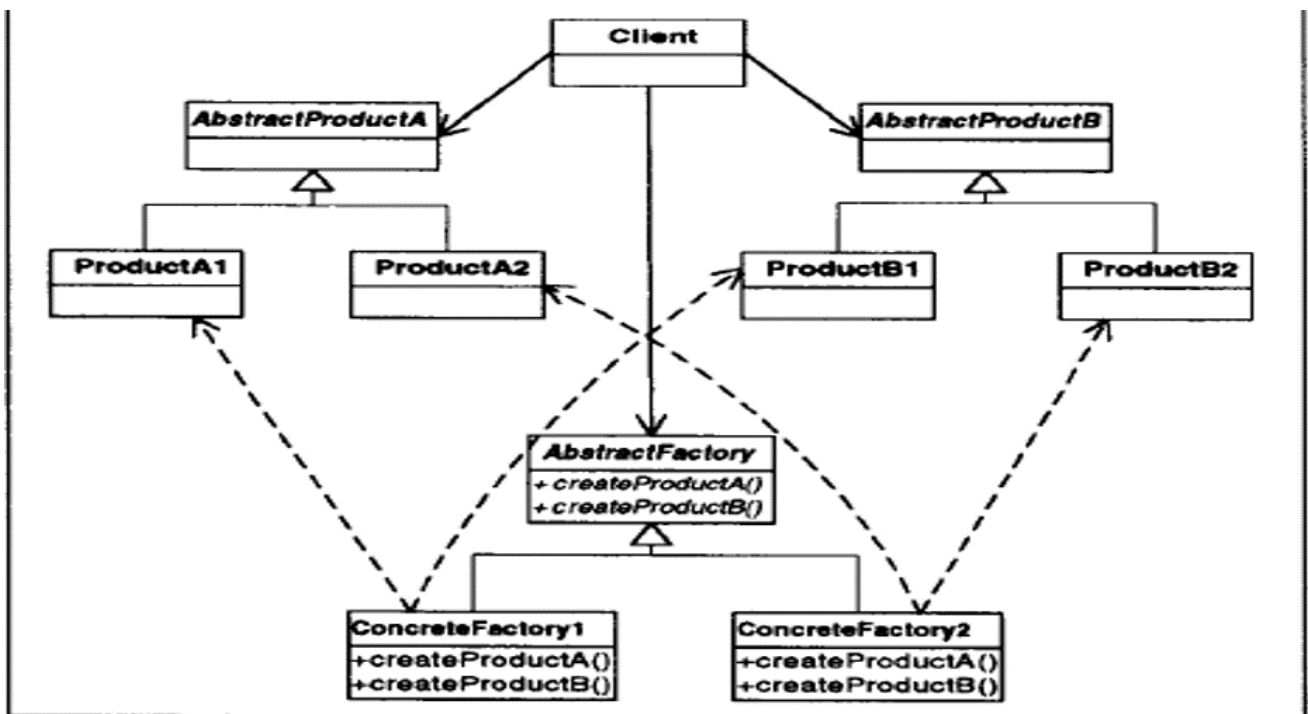 Client
AbstractProductA
AbstractProductB
ProductA1
ProductA2
ProductB1
ProductB2
AbstractFactory
+ createProductA()
+ createProductB()
ConcreteFactory1
+createProductA()
+createProductB()
ConcreteFactory2
+createProductA()
+createProductB()